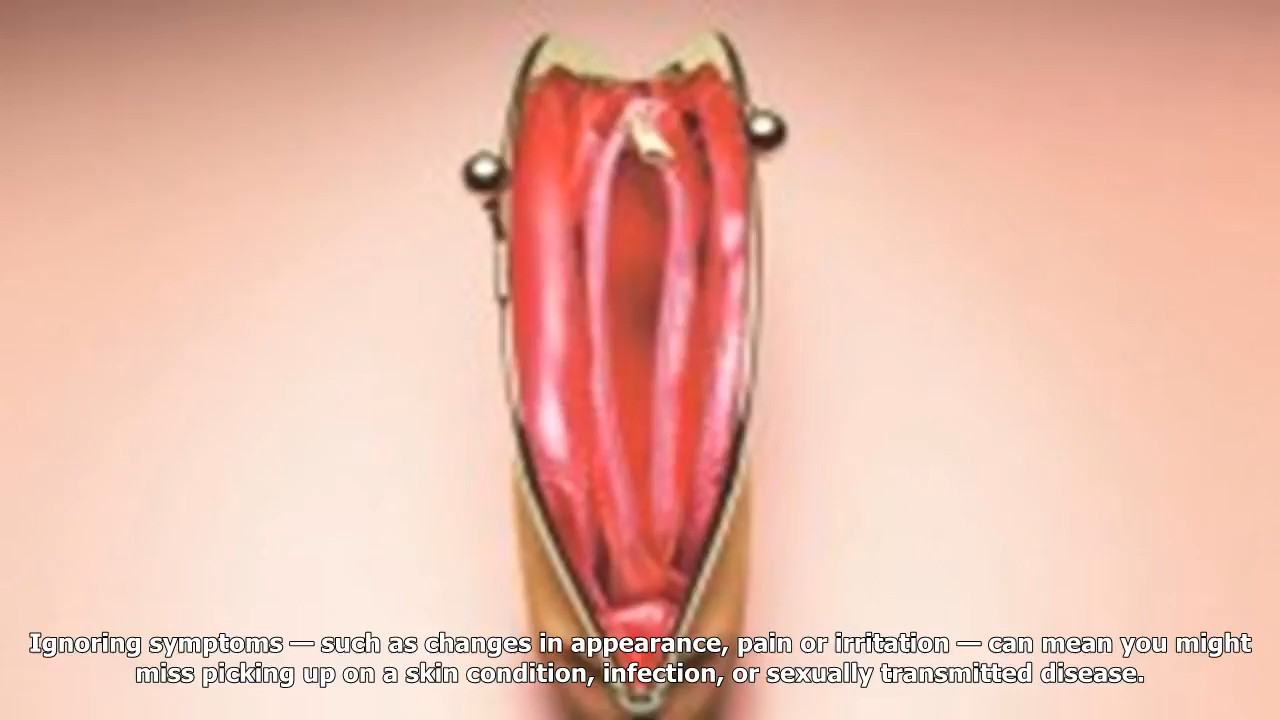 Ignoring symptoms — such as changes in appearance, pain or irritation — can mean you might
miss picking up on a skin condition, infection, or sexually transmitted disease.